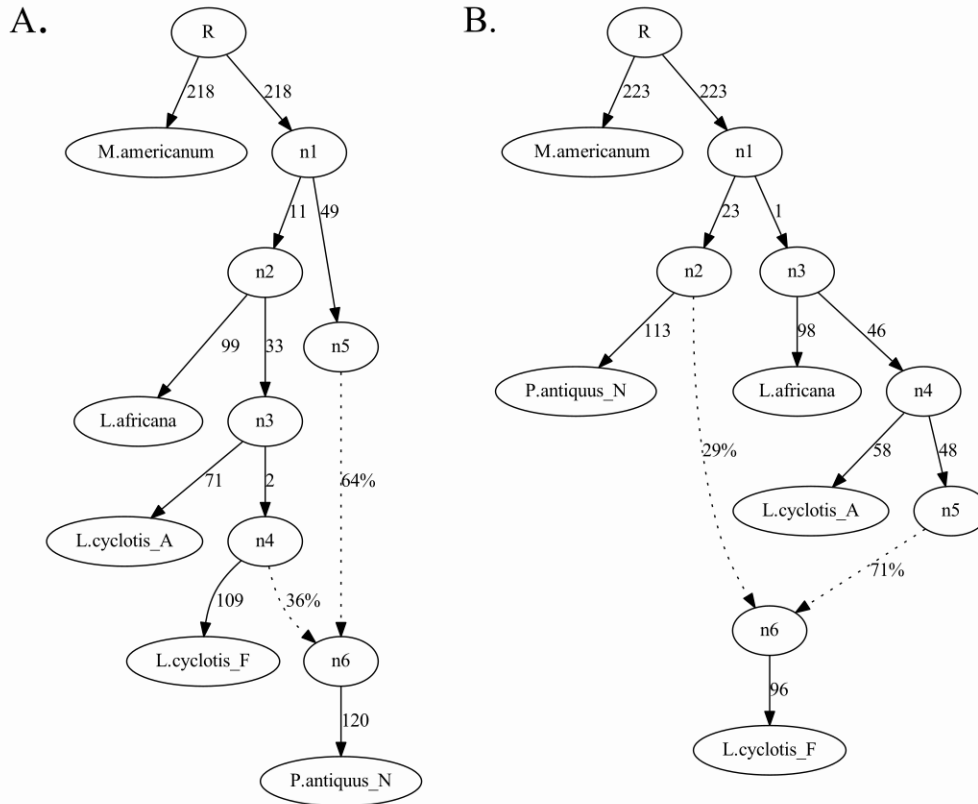 A.
R
218
218
M.americanum
n1
11
49
n2
99
33
n5
L.africana
n3
71
2
64%
L.cyclotis_A
n4
109
36%
L.cyclotis_F
n6
120
P.antiquus_N
B.
R
223
223
M.americanum
n1
23
1
n2
n3
113
98
46
P.antiquus_N
L.africana
n4
29%
58
48
L.cyclotis_A
n5
71%
n6
96
L.cyclotis_F